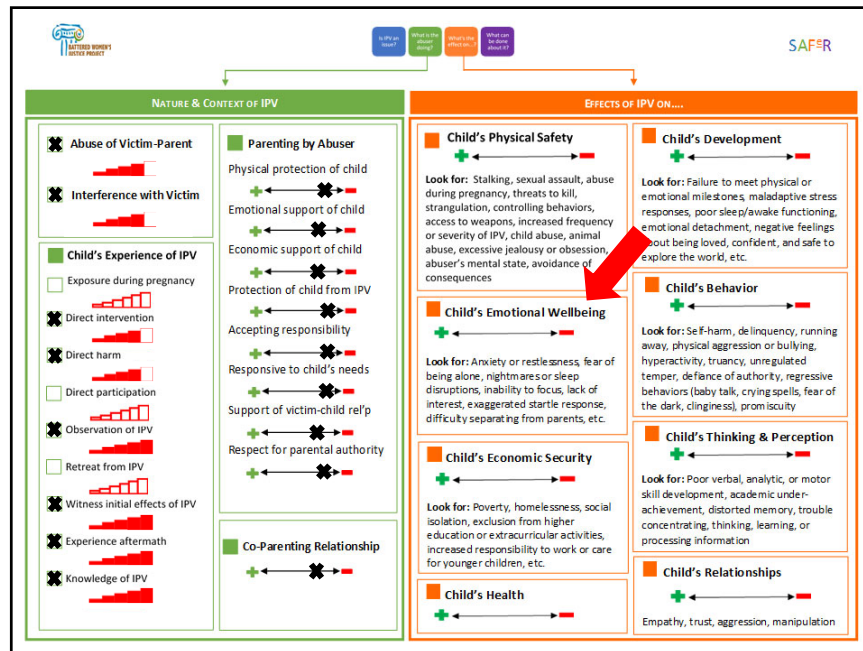 BATTERED WOMEN'S
JUSTICE PROJECT
Is IPV an
issue?
What is the
abuser
doing?
What's the
effect on...?
What can
be done
about it?
SAFeR
NATURE & CONTEXT OF IPV
Abuse of Victim-Parent
Interference with Victim
Child's Experience of IPV
Exposure during pregnancy
Direct intervention
Direct harm
Direct participation
Observation of IPV
Retreat from IPV
Witness initial effects of IPV
Experience aftermath
Knowledge of IPV
Parenting by Abuser
Physical protection of child
Emotional support of child
Economic support of child
Protection of child from IPV
Accepting responsibility
Responsive to child's needs
Support of victim-child rel'p
Respect for parental authority
Co-Parenting Relationship
EFFECTS OF IPV ON....
Child's Physical Safety
Look for: Stalking, sexual assault, abuse
during pregnancy, threats to kill,
strangulation, controlling behaviors,
access to weapons, increased frequency
or severity of IPV, child abuse, animal
abuse, excessive jealousy or obsession,
abuser's mental state, avoidance of
consequences
Child's Emotional Wellbeing
Look for: Anxiety or restlessness, fear of
being alone, nightmares or sleep
disruptions, inability to focus, lack of
interest, exaggerated startle response,
difficulty separating from parents, etc.
Child's Economic Security
Look for: Poverty, homelessness, social
isolation, exclusion from higher
education or extracurricular activities,
increased responsibility to work or care
for younger children, etc.
Child's Health
Child's Development
Look for: Failure to meet physical or
emotional milestones, maladaptive stress
responses, poor sleep/awake functioning,
emotional detachment, negative feelings
about being loved, confident, and safe to
explore the world, etc.
Child's Behavior
Look for: Self-harm, delinquency, running
away, physical aggression or bullying,
hyperactivity, truancy, unregulated
temper, defiance of authority, regressive
behaviors (baby talk, crying spells, fear of
the dark, clinginess), promiscuity
Child's Thinking & Perception
Look for: Poor verbal, analytic, or motor
skill development, academic under-
achievement, distorted memory, trouble
concentrating, thinking, learning, or
processing information
Child's Relationships
Empathy, trust, aggression, manipulation